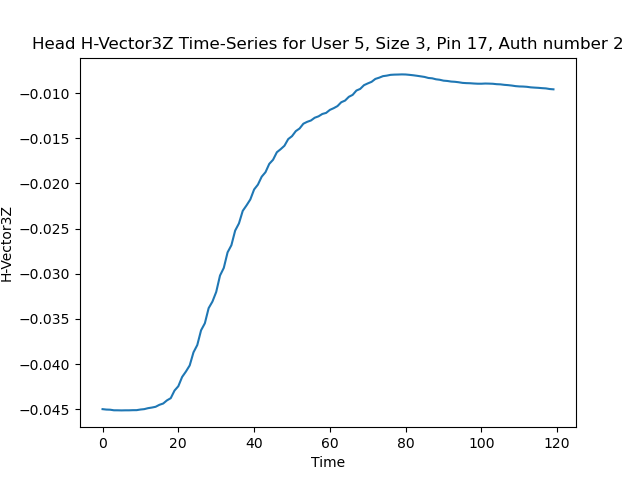 Head H-Vector3Z Time-Series for User 5, Size 3, Pin 17, Auth number 2
H-Vector3Z
−0.010
−0.015
−0.020
−0.025
−0.030
−0.035
−0.040
−0.045
0 20 40 60 80 100 120
Time